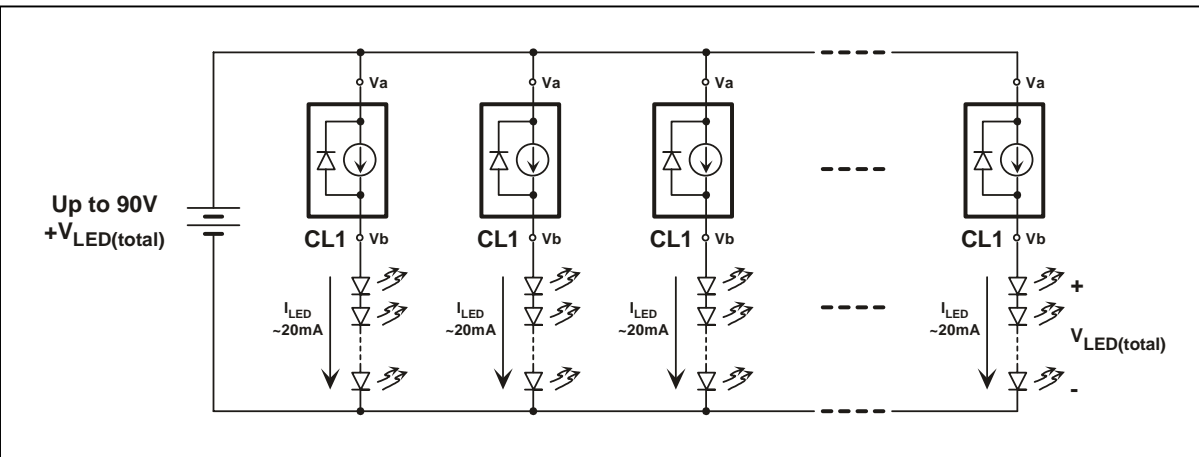 Va
Va
Va
Va
Up to 90V
+VLED(total)
CL1 Vb
CL1 Vb
CL1 Vb
CL1 Vb
ILED
~20mA
ILED
~20mA
ILED
~20mA
ILED
~20mA
+
VLED(total)
-